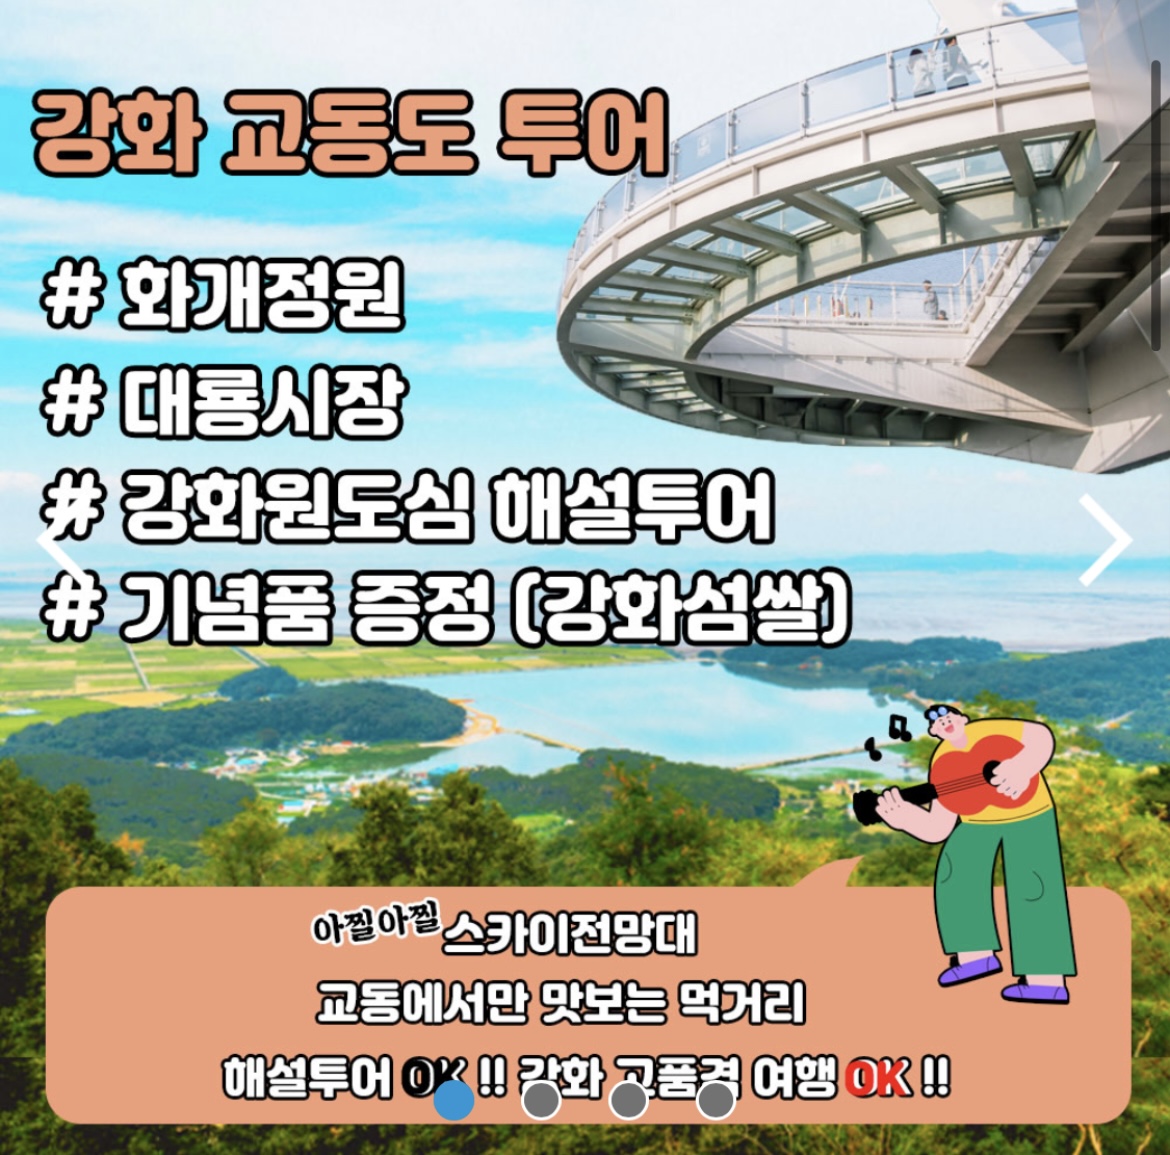 강화 교동도 투어
# 화개정원
# 대룡시장
# 강화원도심 해설투어
# 기념품 증정 (강화섬쌀)
아찔아찔 스카이전망대
교동에서만 맛보는 먹거리
해설투어 OK !! 강화 고품격 여행 OK !!